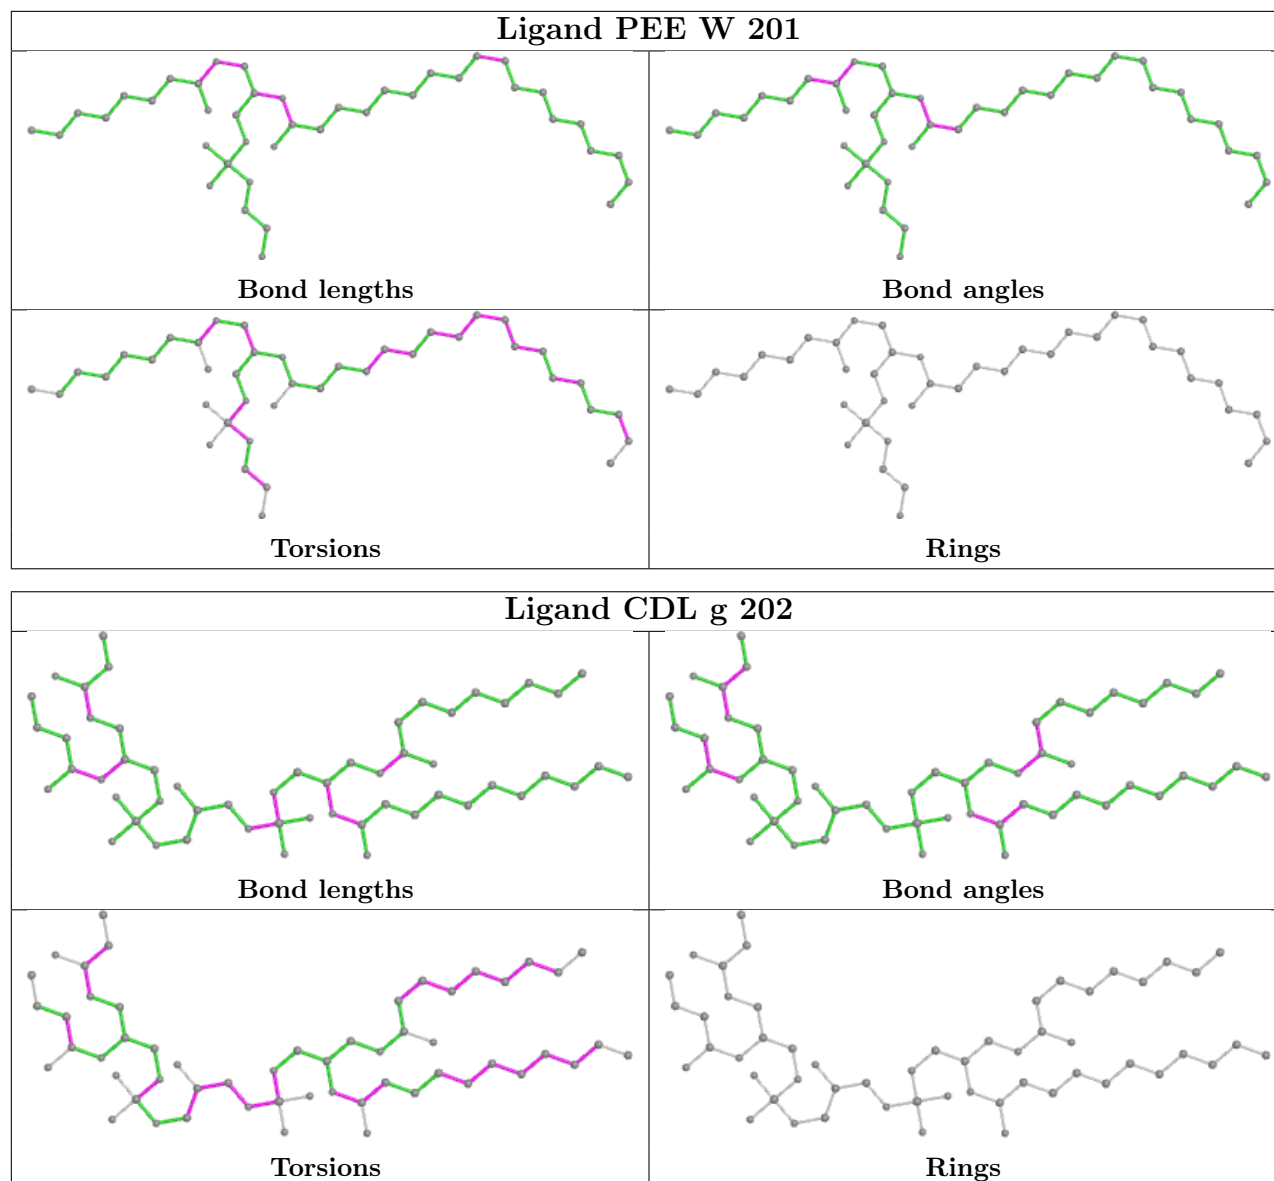 Ligand PEE W 201
Bond lengths
Bond angles
Torsions
Rings
Ligand CDL g 202
Bond lengths
Bond angles
Torsions
Rings